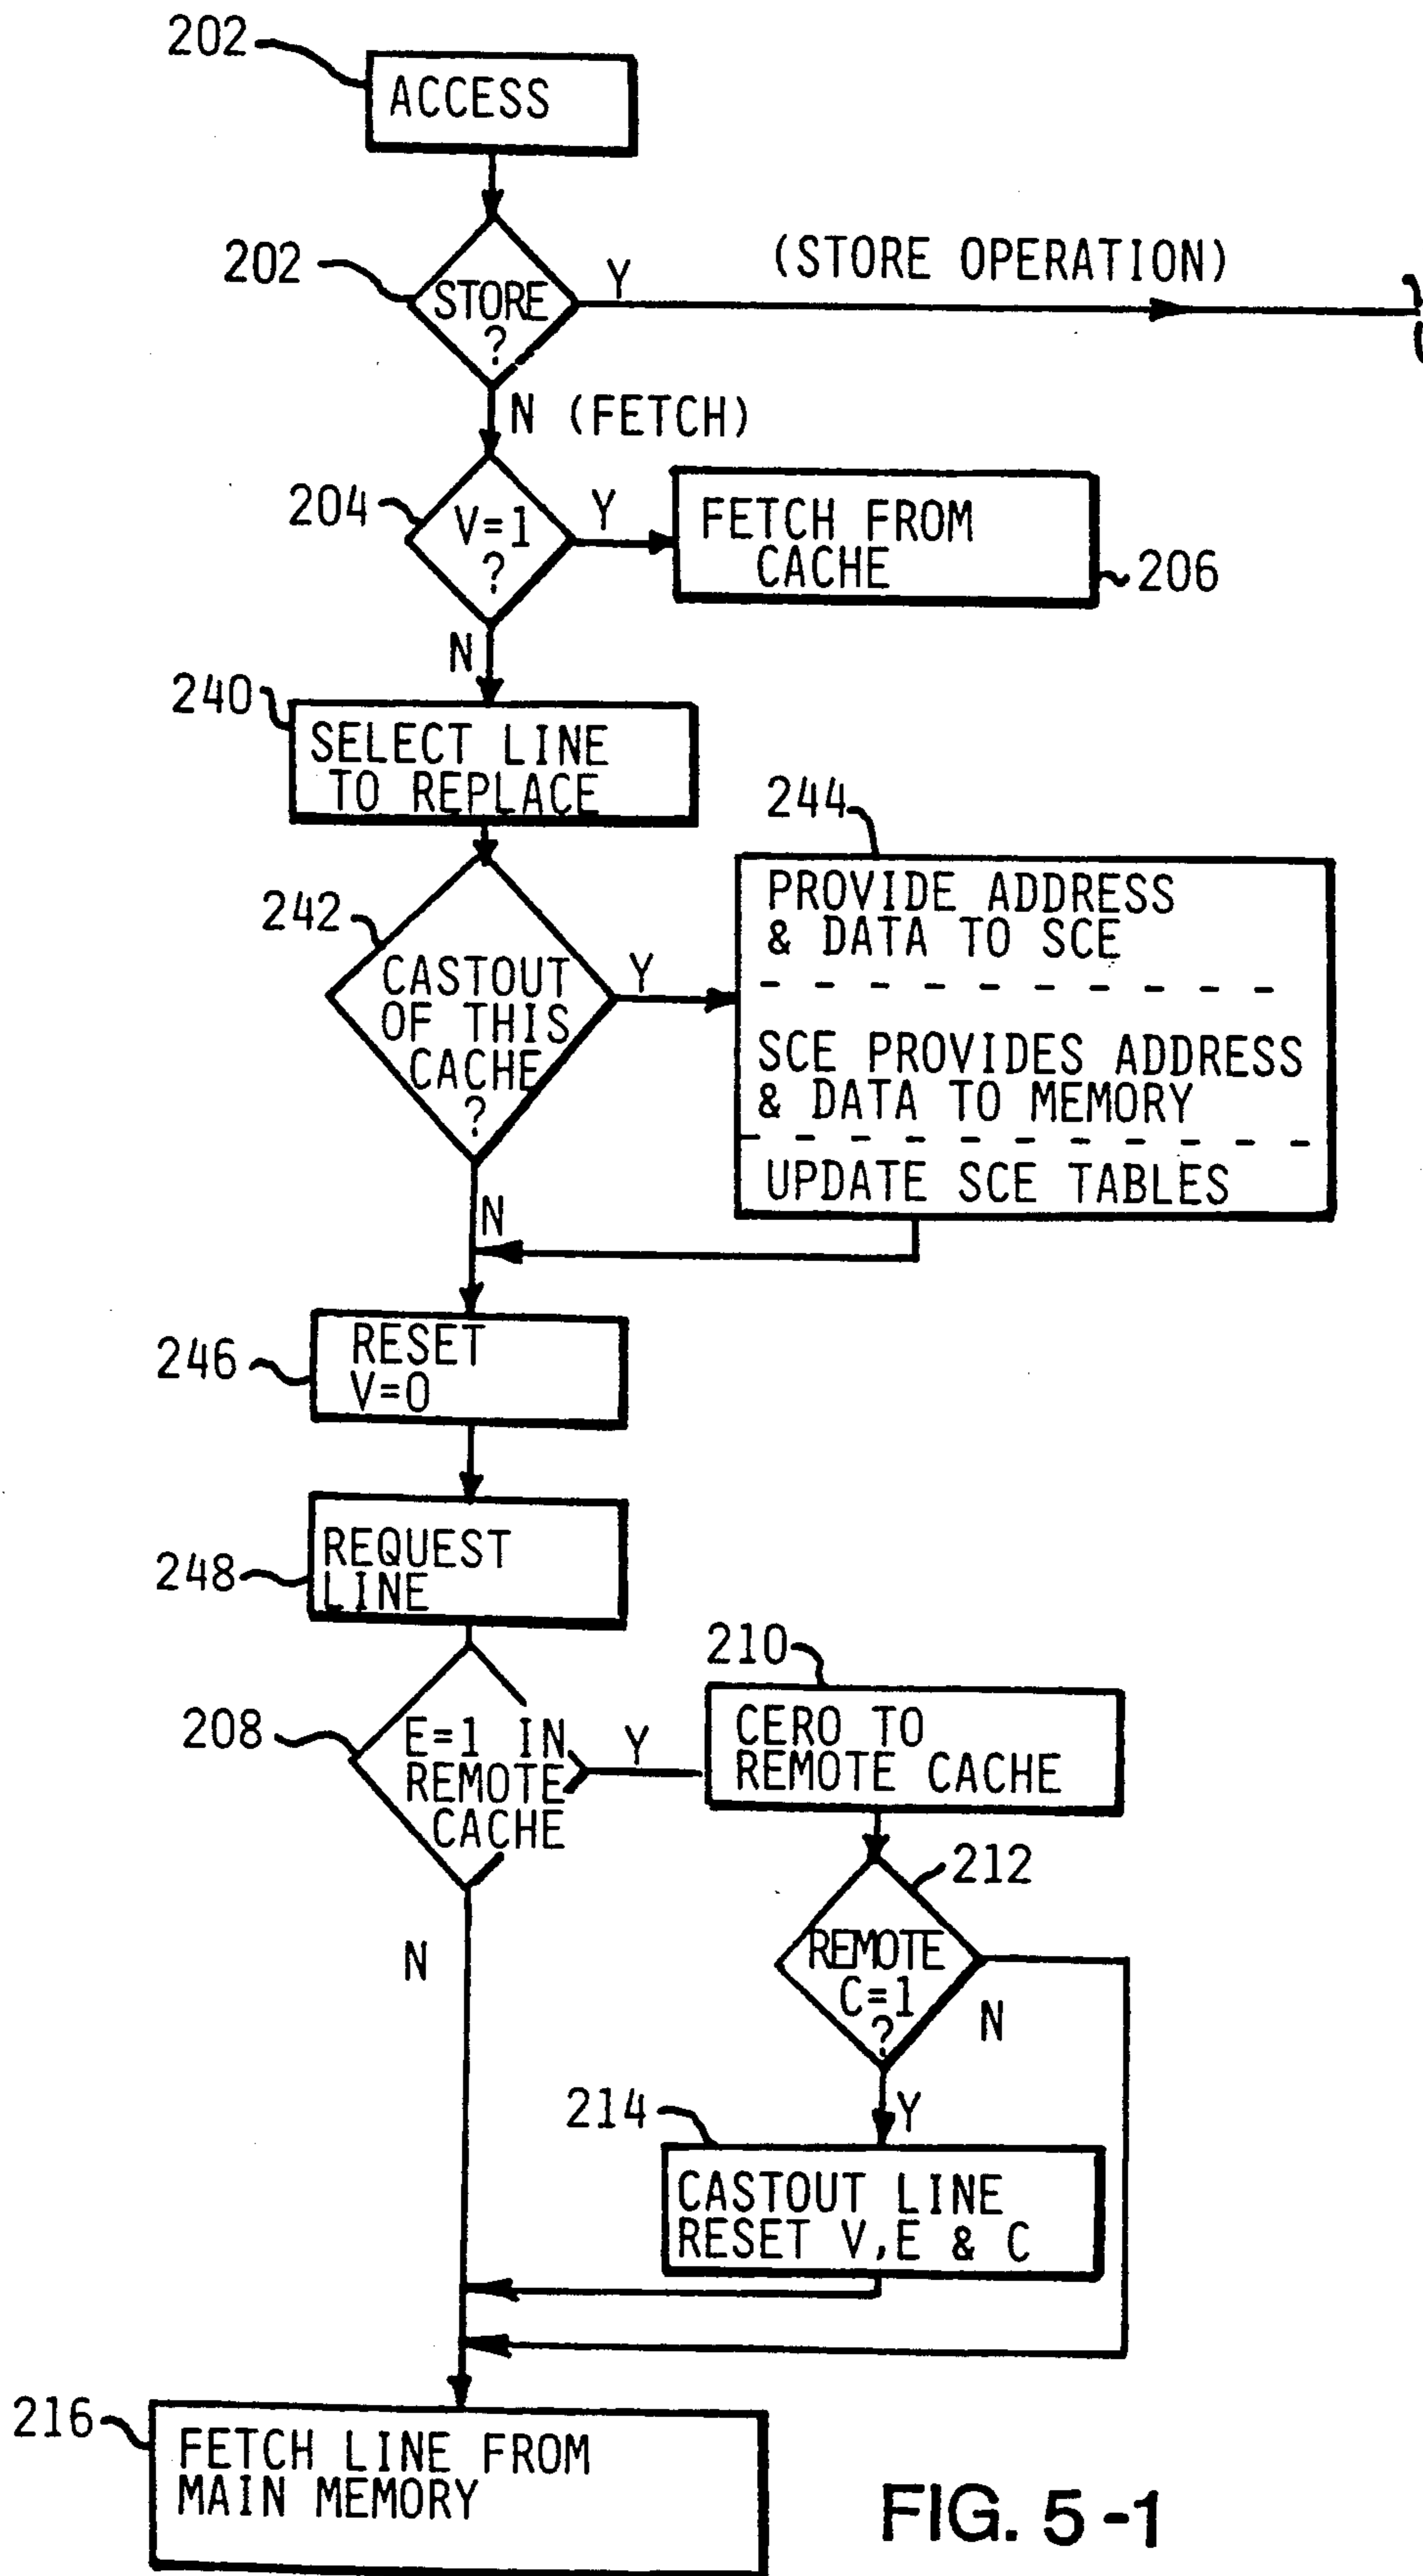 202
ACCESS
202
STORE
?
Y
(STORE OPERATION)
N (FETCH)
204
V=1
?
Y
FETCH FROM
CACHE
206
N
240
SELECT LINE
TO REPLACE
242
CASTOUT
OF THIS
CACHE
?
Y
244
PROVIDE ADDRESS
& DATA TO SCE
SCE PROVIDES ADDRESS
& DATA TO MEMORY
UPDATE SCE TABLES
N
246
RESET
V=0
248
REQUEST
LINE
208
E=1 IN
REMOTE
CACHE
Y
210
CERO TO
REMOTE CACHE
N
212
REMOTE
C=1
?
N
Y
214
CASTOUT LINE
RESET V,E & C
216
FETCH LINE FROM
MAIN MEMORY
FIG. 5-1